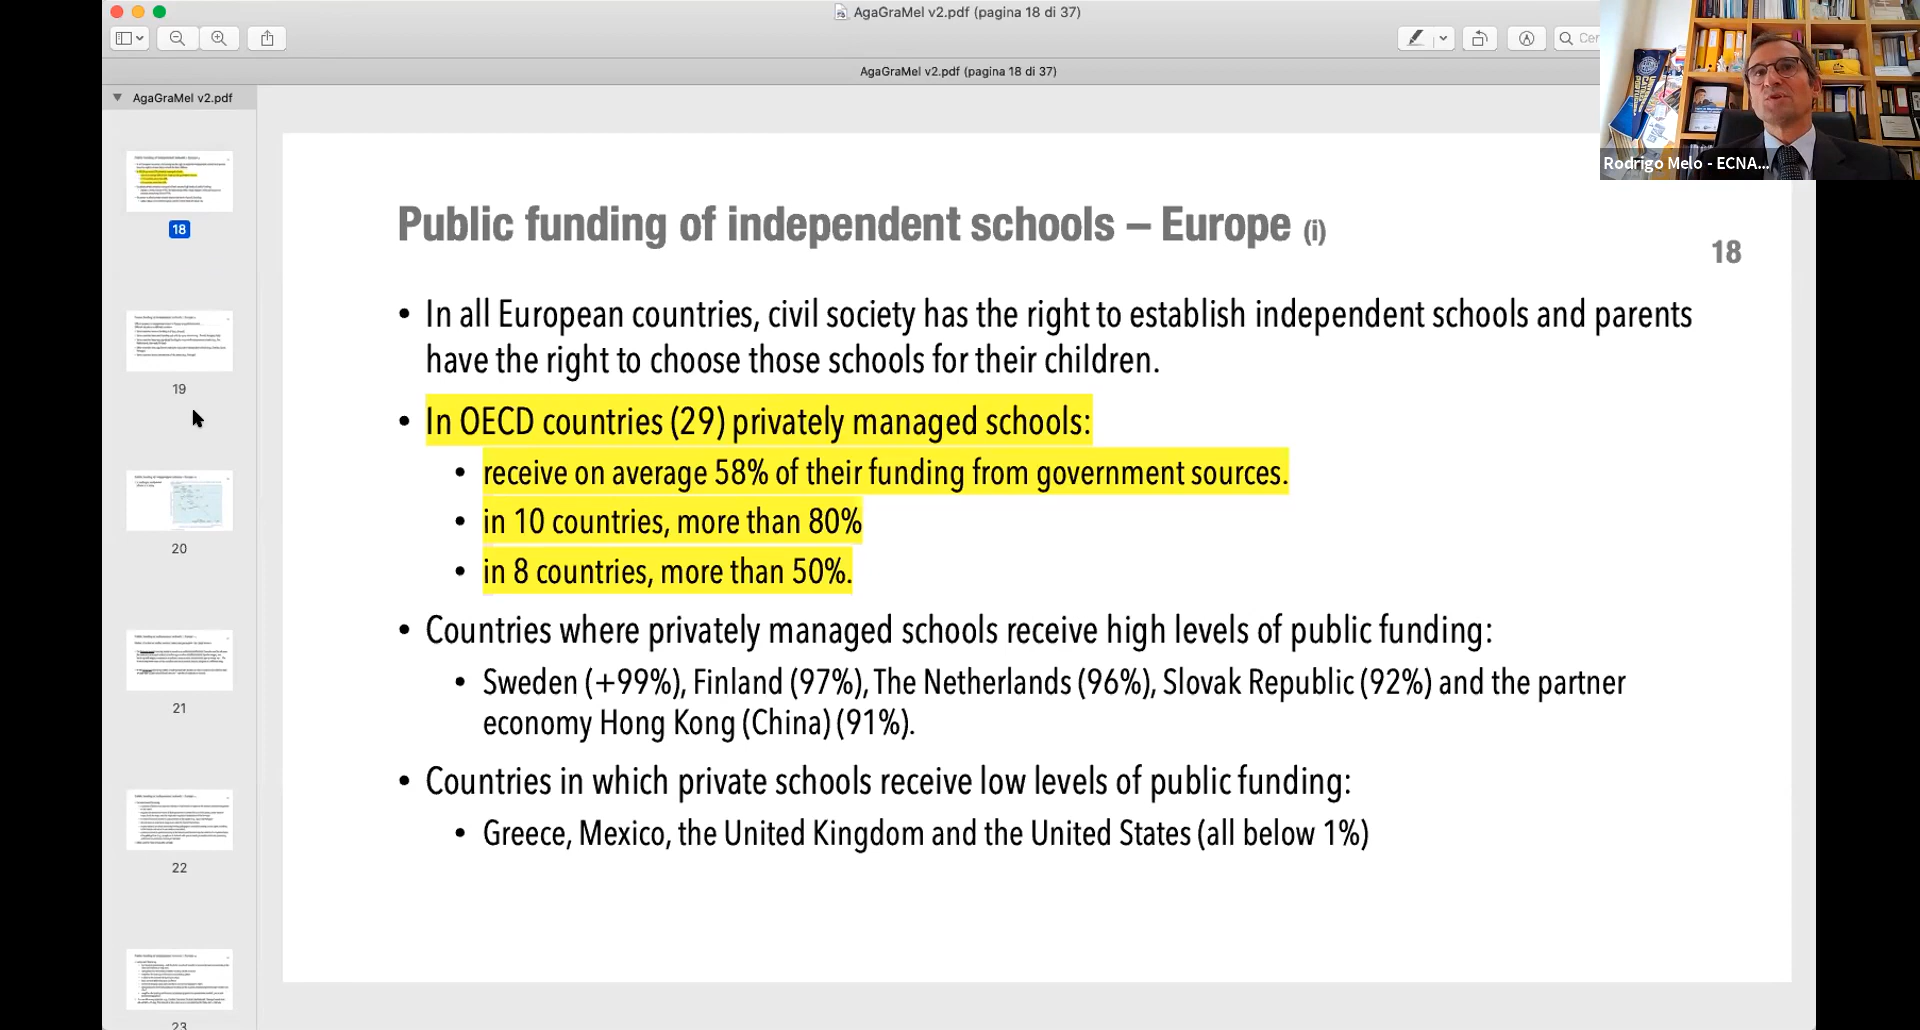 AgaGraMel v2.pdf (pagina 18 di 37)
Cer
AgaGraMel v2.pdf (pagina 18 di 37)
AgaGraMel v2.pdf
Rodrigo Melo - ECNA...
18
19
20
21
22
23
Public funding of independent schools – Europe (i)
18
• In all European countries, civil society has the right to establish independent schools and parents
have the right to choose those schools for their children.
• In OECD countries (29) privately managed schools:
• receive on average 58% of their funding from government sources.
• in 10 countries, more than 80%
• in 8 countries, more than 50%.
• Countries where privately managed schools receive high levels of public funding:
• Sweden (+99%), Finland (97%), The Netherlands (96%), Slovak Republic (92%) and the partner
economy Hong Kong (China) (91%).
• Countries in which private schools receive low levels of public funding:
• Greece, Mexico, the United Kingdom and the United States (all below 1%)